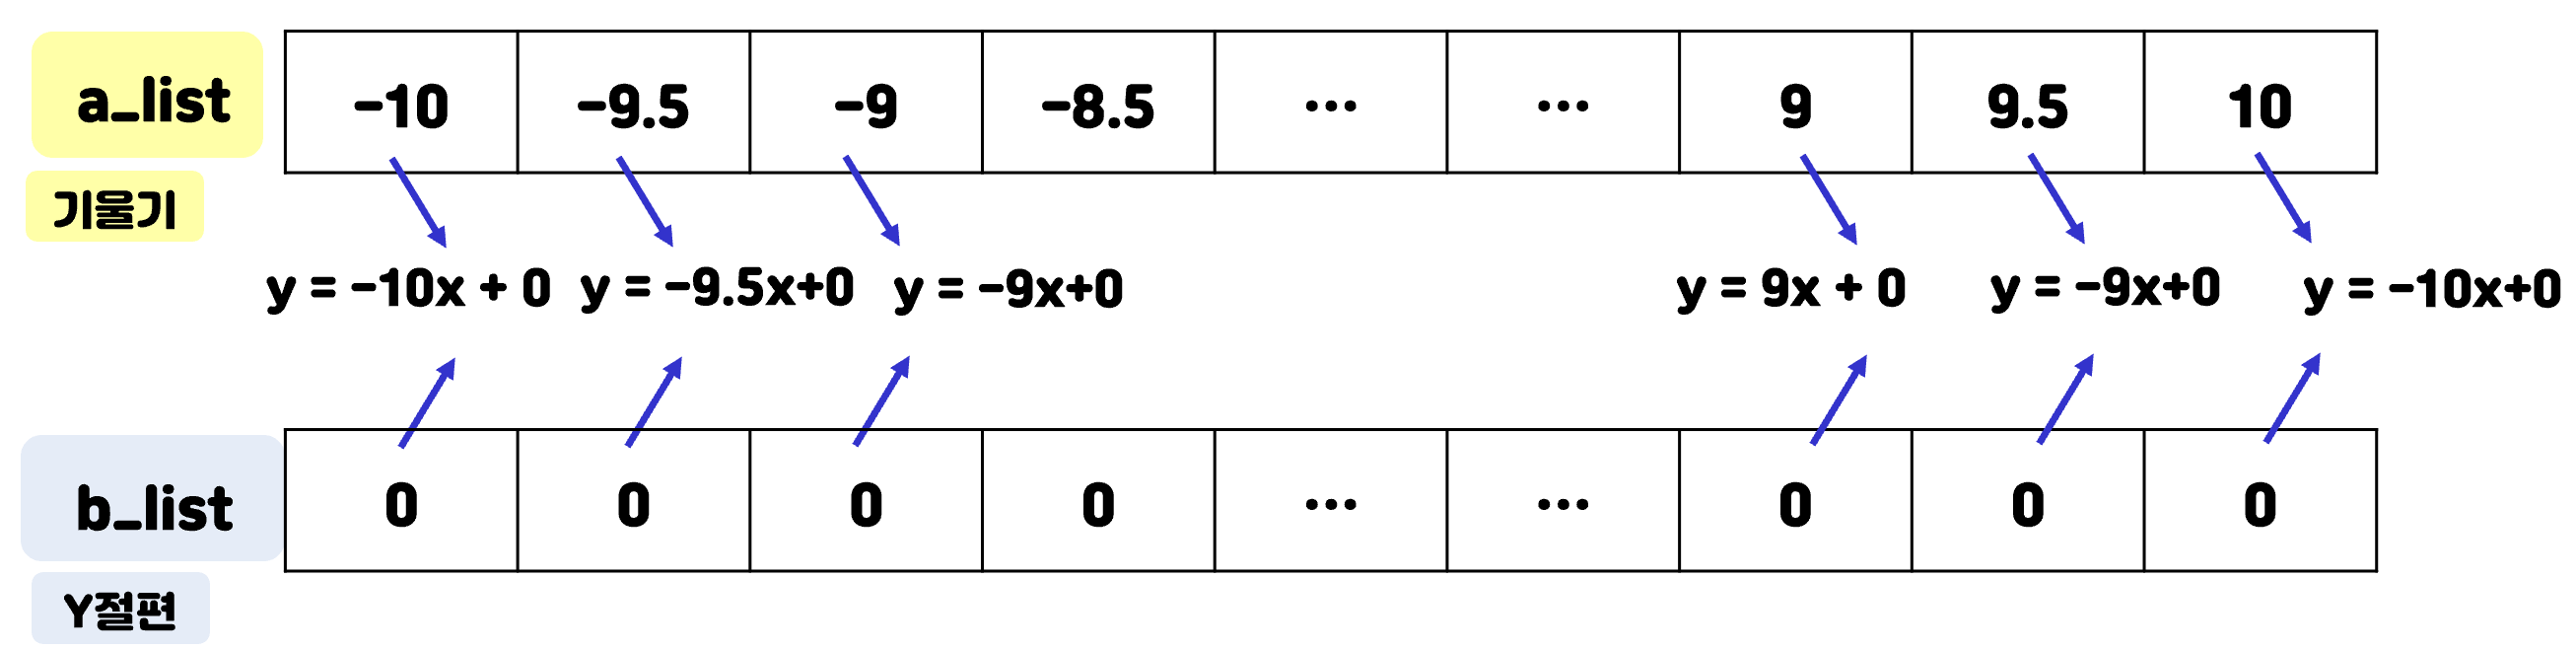 a_list -10 -9.5 -9 -8.5 ... ... 9 9.5 10
기울기
y = -10x + 0 y = -9.5x+0 y = -9x+0 y = 9x + 0 y = -9x+0 y = -10x+0
b_list 0 0 0 0 ... ... 0 0 0
Y절편